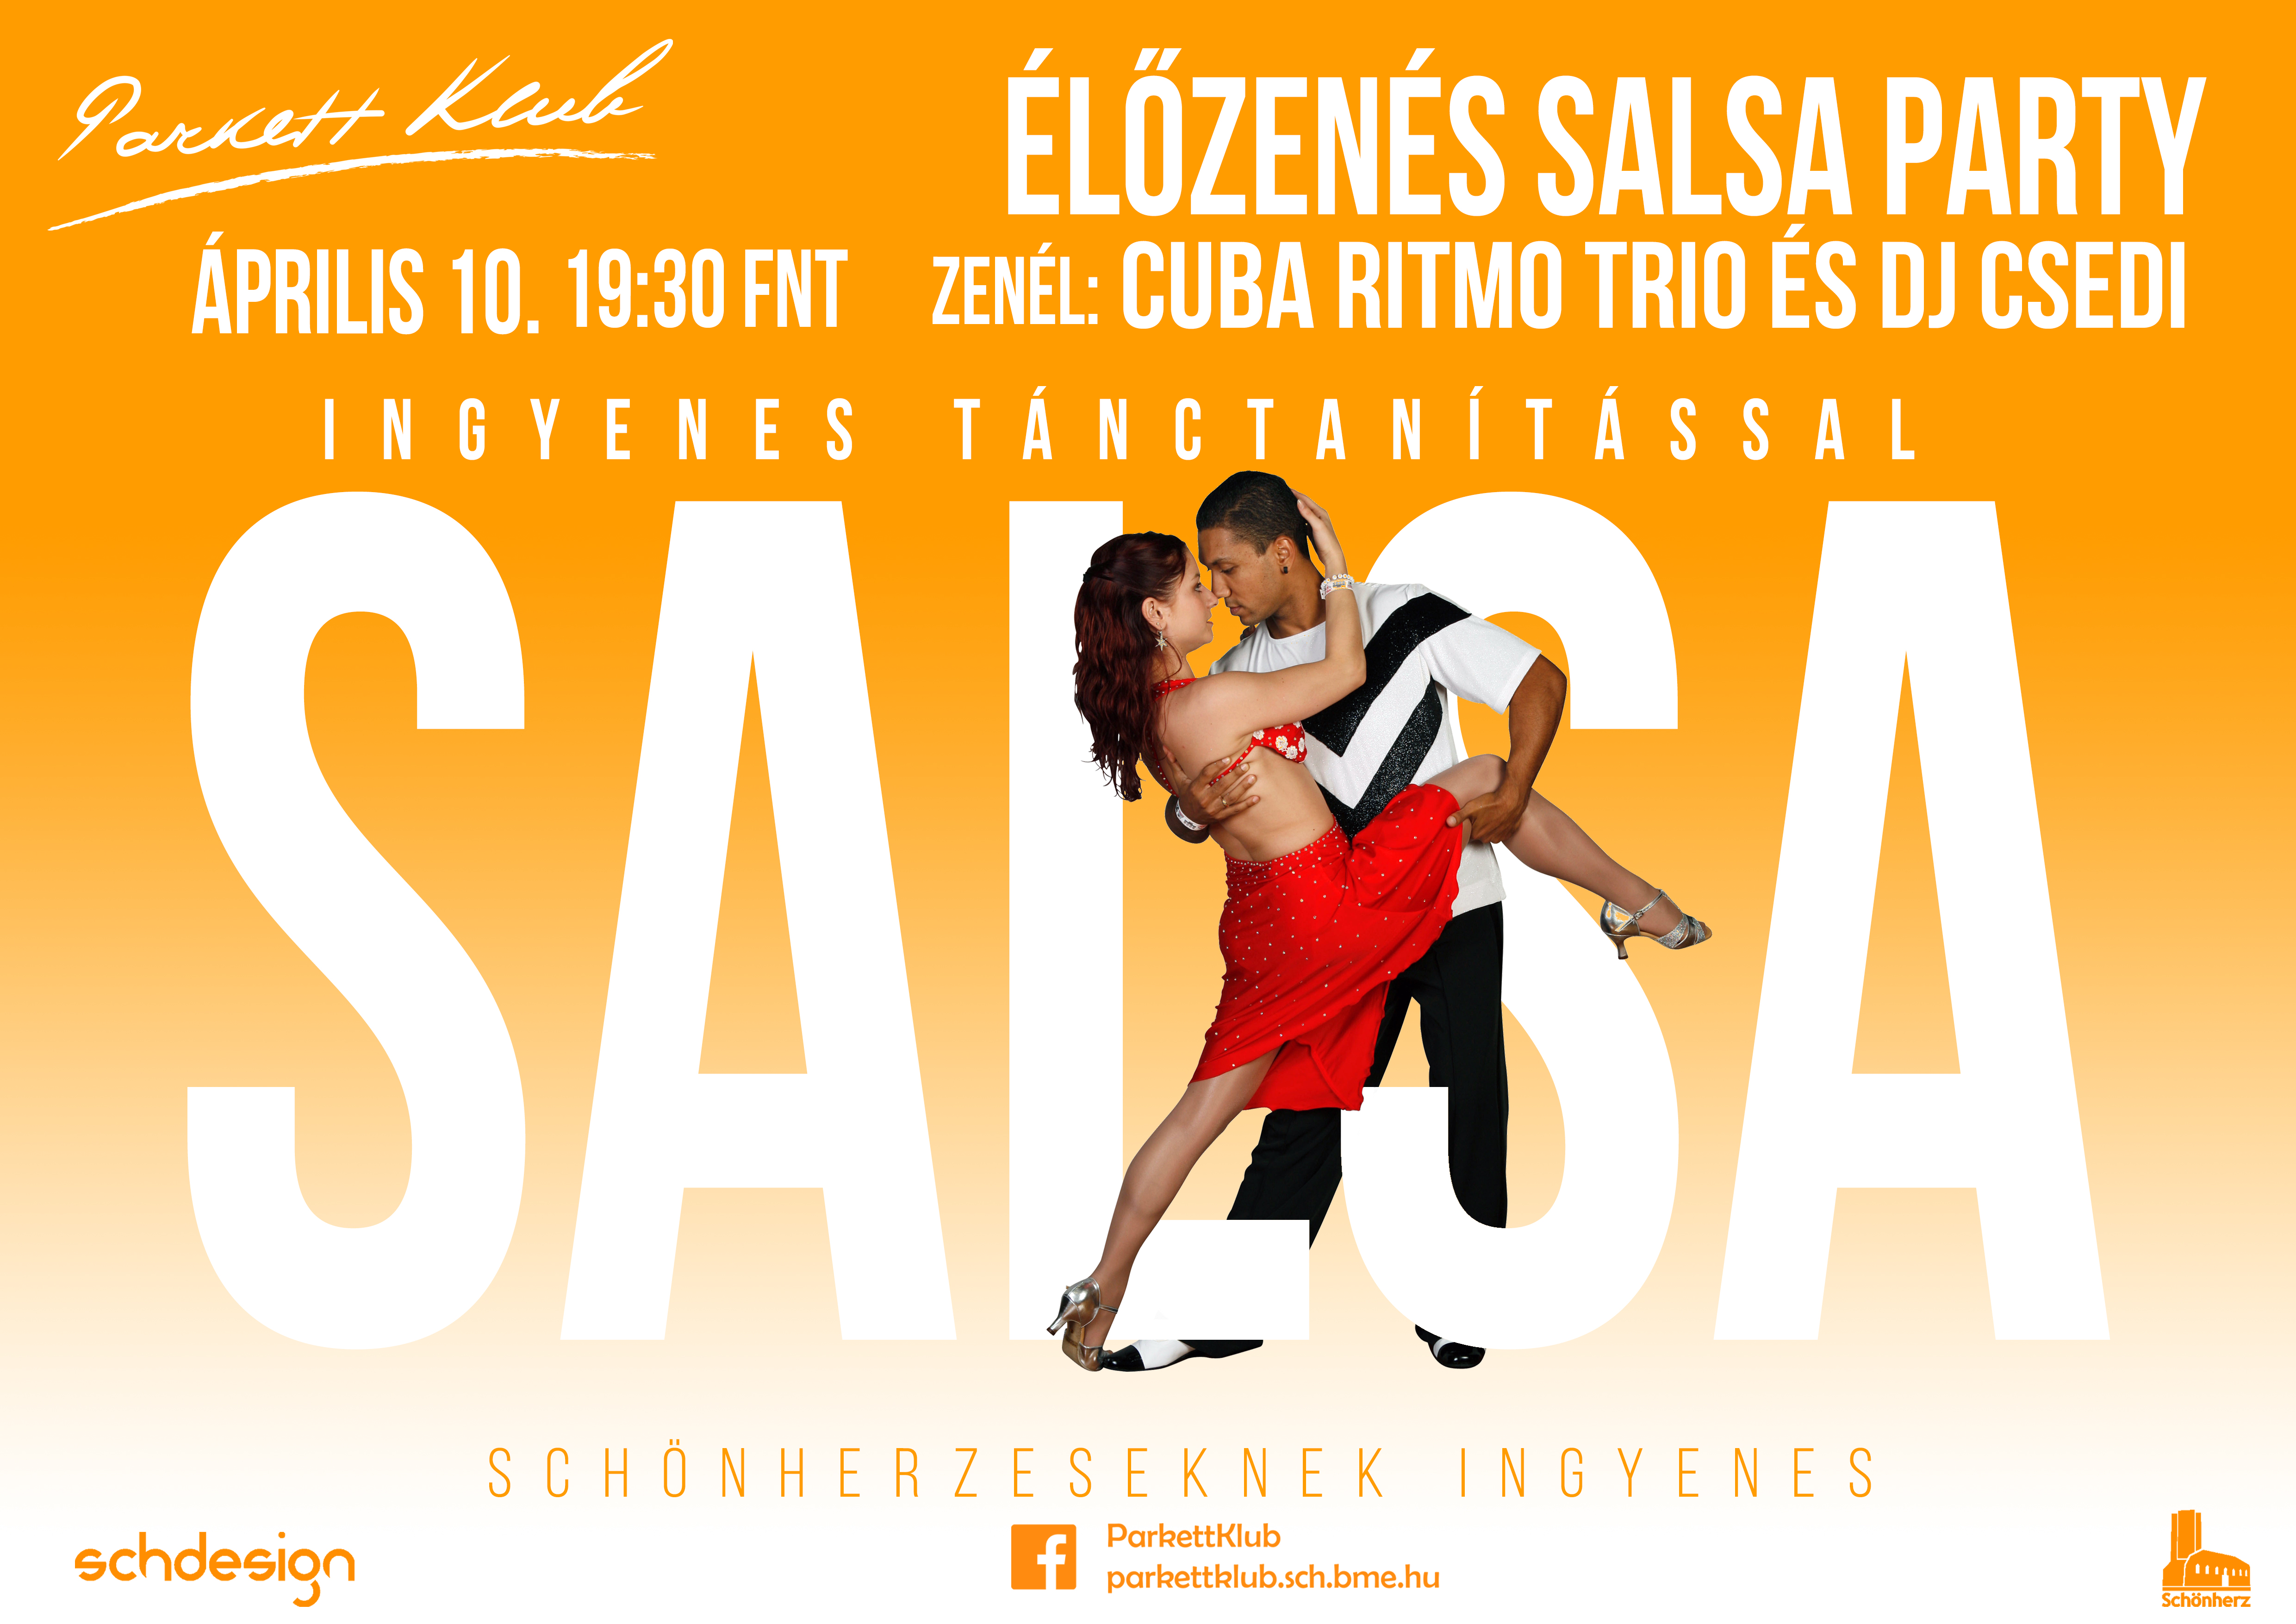 Parkett Klub
ÉLŐZENÉS SALSA PARTY
ÁPRILIS 10. 19:30 FNT
ZENÉL: CUBA RITMO TRIO ÉS DJ CSEDI
INGYENES TÁNCTANÍTÁSSAL
SALSA
SCHÖNHERZESEKNEK INGYENES
schdesign
f
ParkettKlub
parkettklub.sch.bme.hu
Schönherz